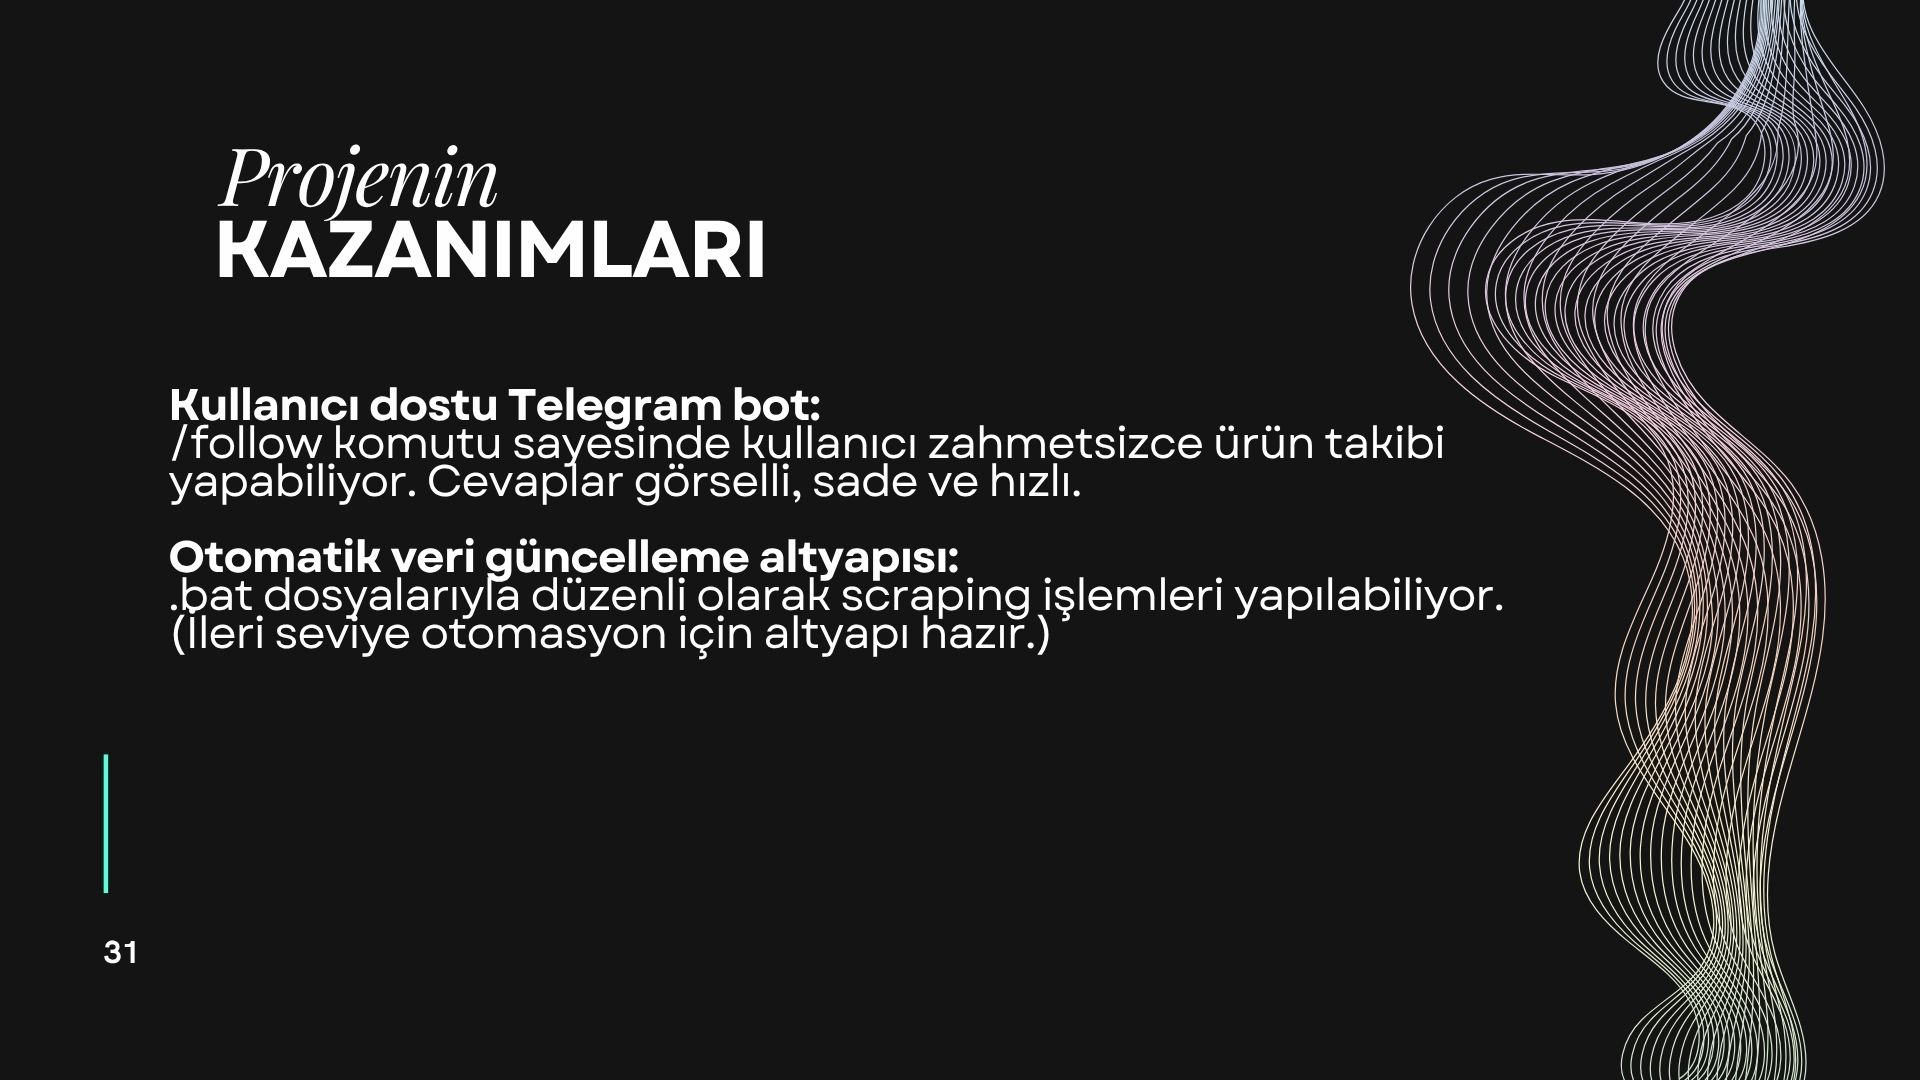 Projenin
KAZANIMLARI
Kullanıcı dostu Telegram bot:
/follow komutu sayesinde kullanıcı zahmetsizce ürün takibi
yapabiliyor. Cevaplar görselli, sade ve hızlı.
Otomatik veri güncelleme altyapısı:
.bat dosyalarıyla düzenli olarak scraping işlemleri yapılabiliyor.
(İleri seviye otomasyon için altyapı hazır.)
31